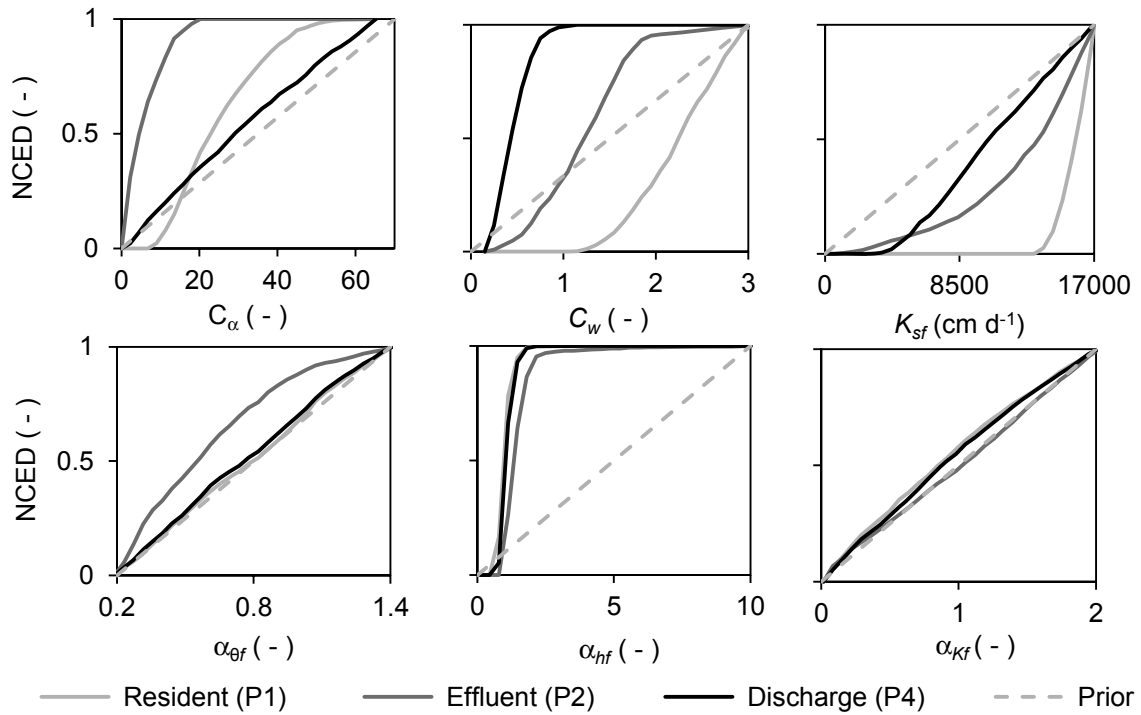 1
0.5
0
NCED ( - )
0 20 40 60
0 1 2 3
0 8500 17000
Cα ( - )
Cw ( - )
Ksf (cm d-1)
1
0.5
0
NCED ( - )
0.2 0.8 1.4
0 5 10
0 1 2
αθf ( - )
αhf ( - )
αKf ( - )
Resident (P1) Effluent (P2) Discharge (P4) Prior